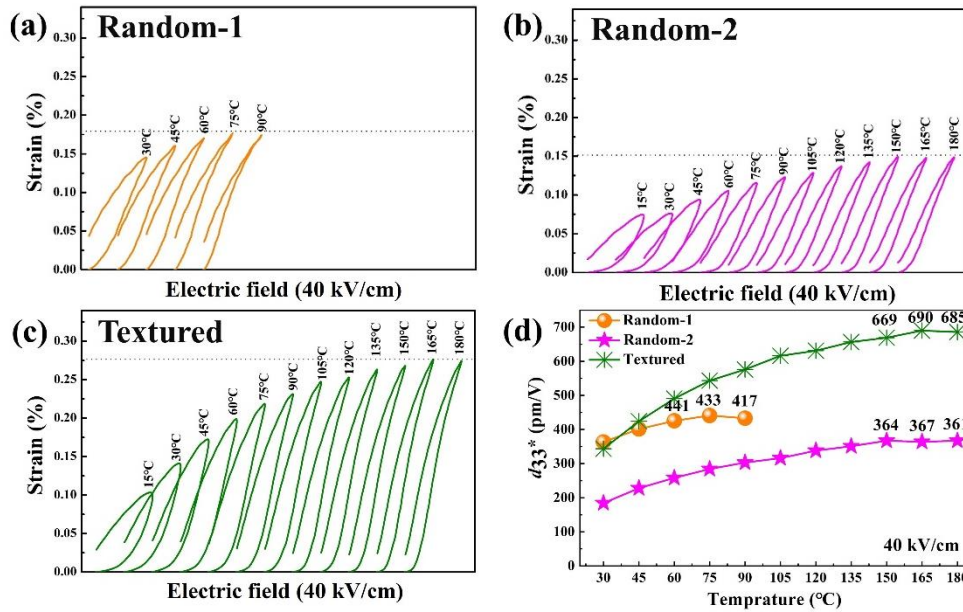 (a) Random-1
0.30
0.25
0.20
0.15
0.10
0.05
0.00
Strain (%)
30°C
45°C
60°C
75°C
90°C
Electric field (40 kV/cm)
(b) Random-2
0.30
0.25
0.20
0.15
0.10
0.05
0.00
Strain (%)
15°C
30°C
45°C
60°C
75°C
90°C
105°C
120°C
135°C
150°C
165°C
180°C
Electric field (40 kV/cm)
(c) Textured
0.30
0.25
0.20
0.15
0.10
0.05
0.00
Strain (%)
15°C
30°C
45°C
60°C
75°C
90°C
105°C
120°C
135°C
150°C
165°C
180°C
Electric field (40 kV/cm)
(d)
Random-1
Random-2
Textured
700
600
500
400
300
200
100
0
d33* (pm/V)
669 690 685
441 433 417
364 367 361
40 kV/cm
30 45 60 75 90 105 120 135 150 165 180
Temprature (°C)